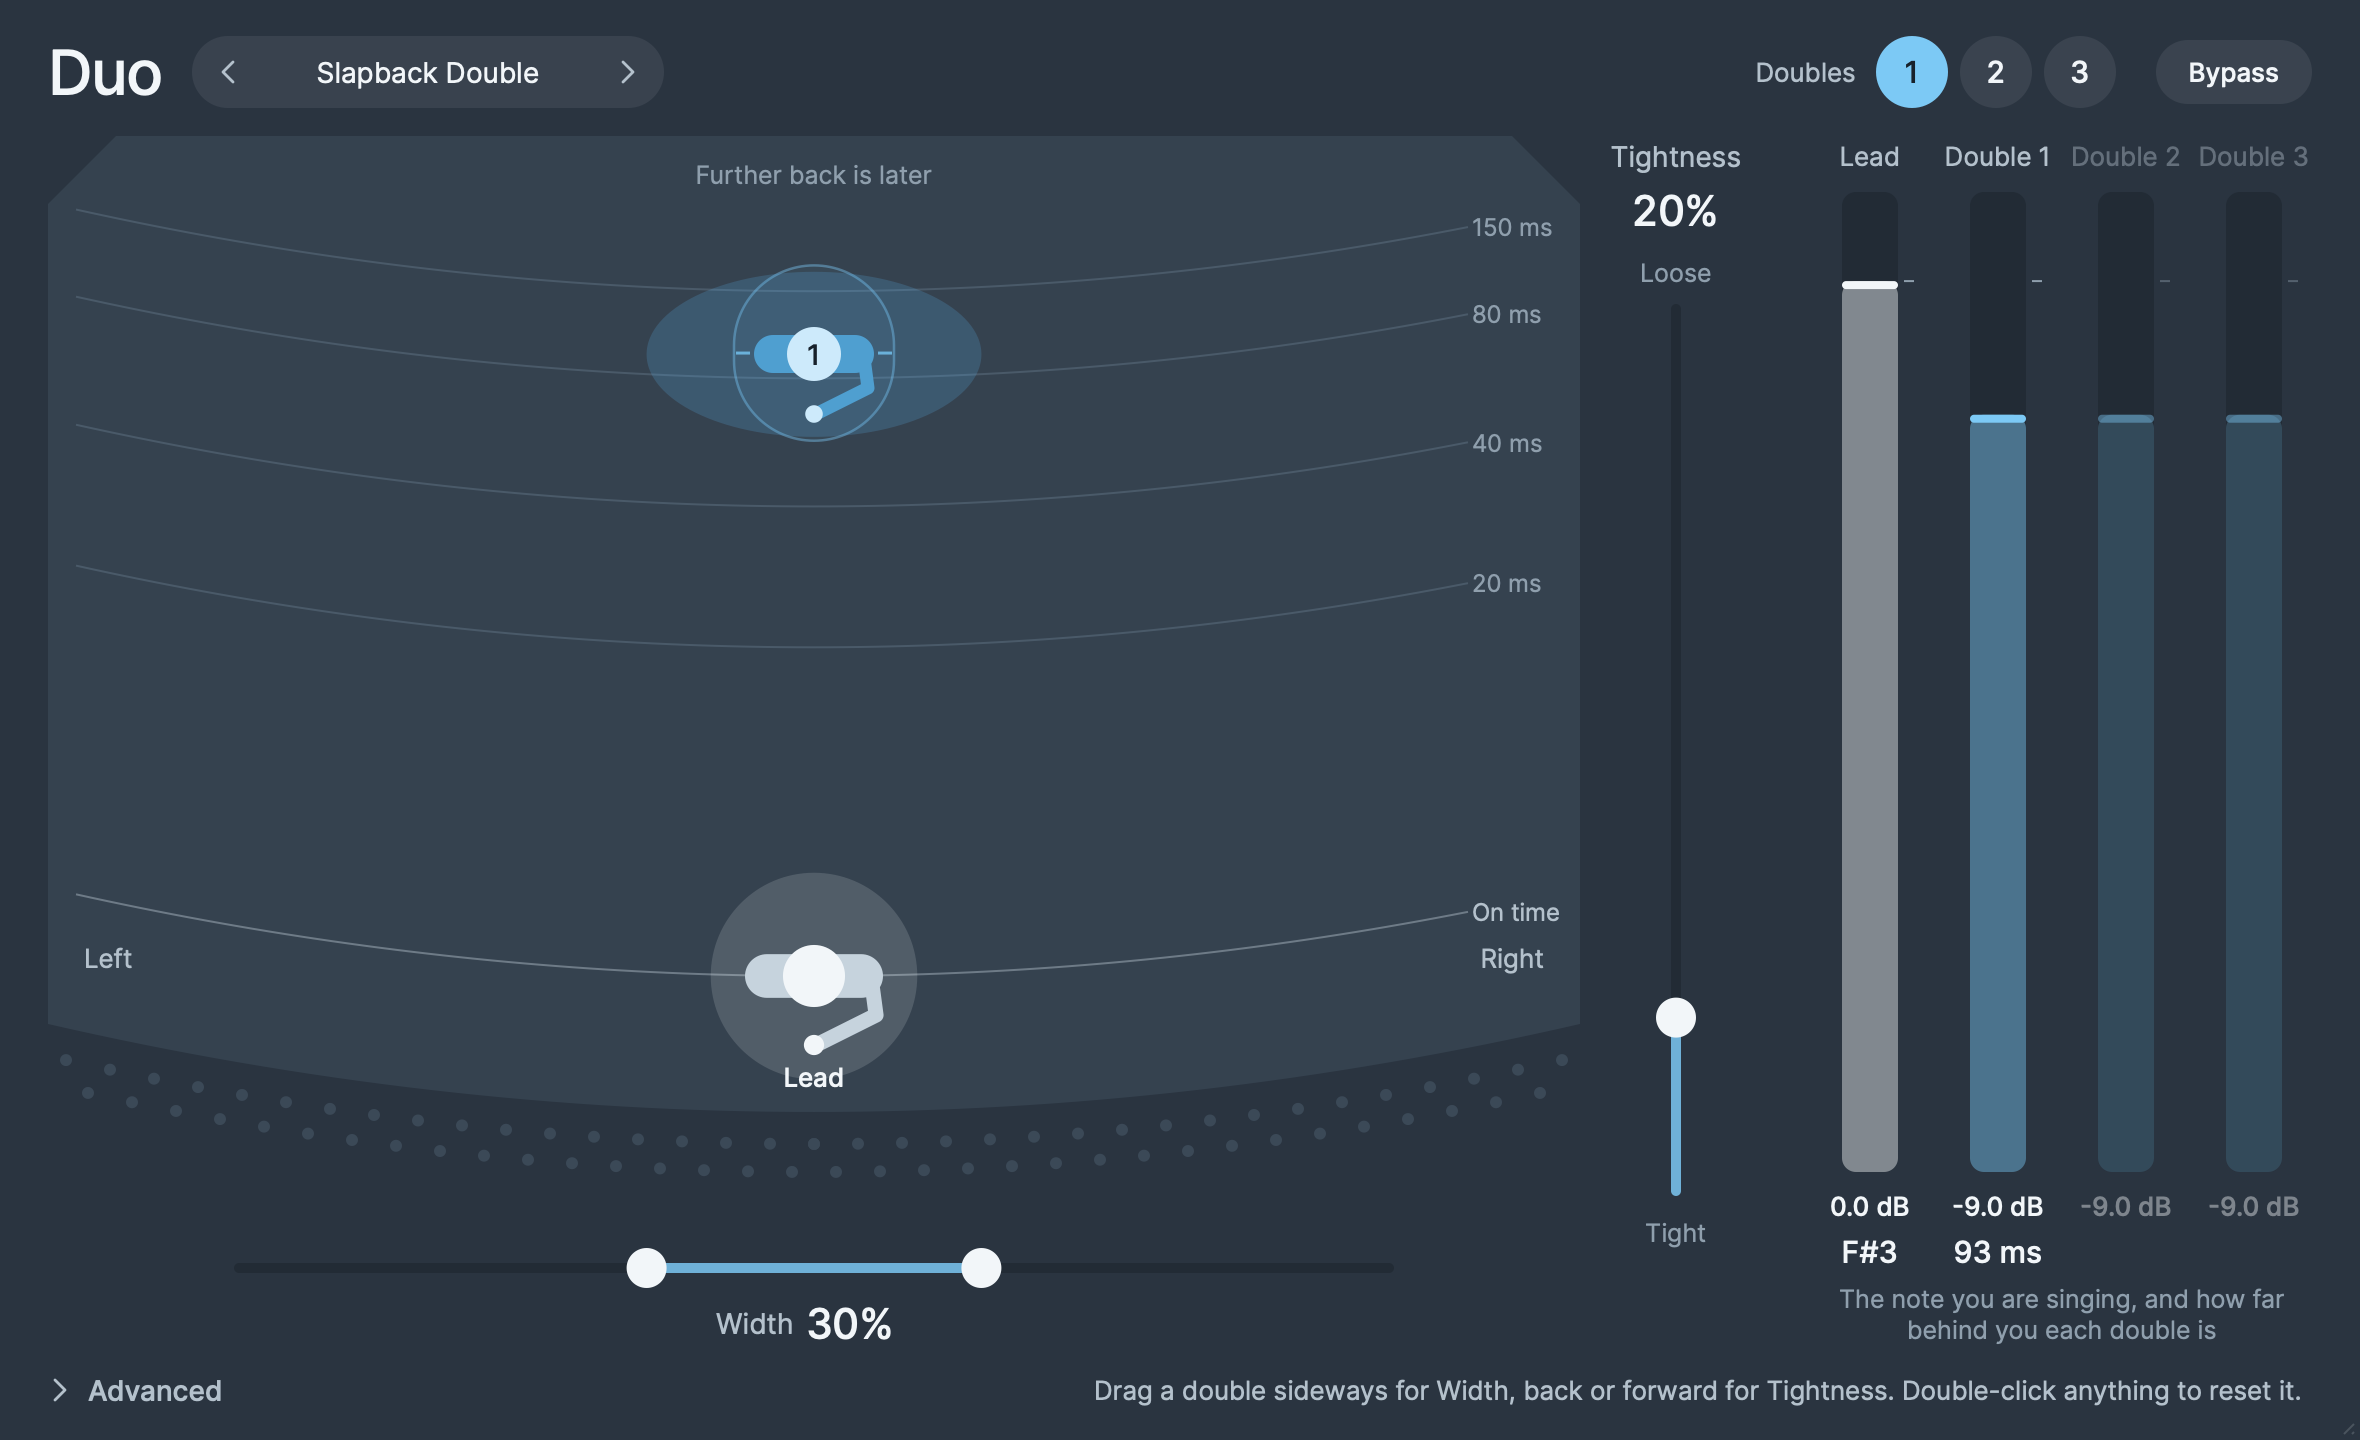 Duo
Slapback Double
Doubles 1 2 3 Bypass
Further back is later
150 ms
80 ms
40 ms
20 ms
1
On time
Left
Right
Lead
Width 30%
Tightness
20%
Loose
Tight
Lead Double 1 Double 2 Double 3
0.0 dB -9.0 dB -9.0 dB -9.0 dB
F#3 93 ms
The note you are singing, and how far
behind you each double is
Advanced
Drag a double sideways for Width, back or forward for Tightness. Double-click anything to reset it.